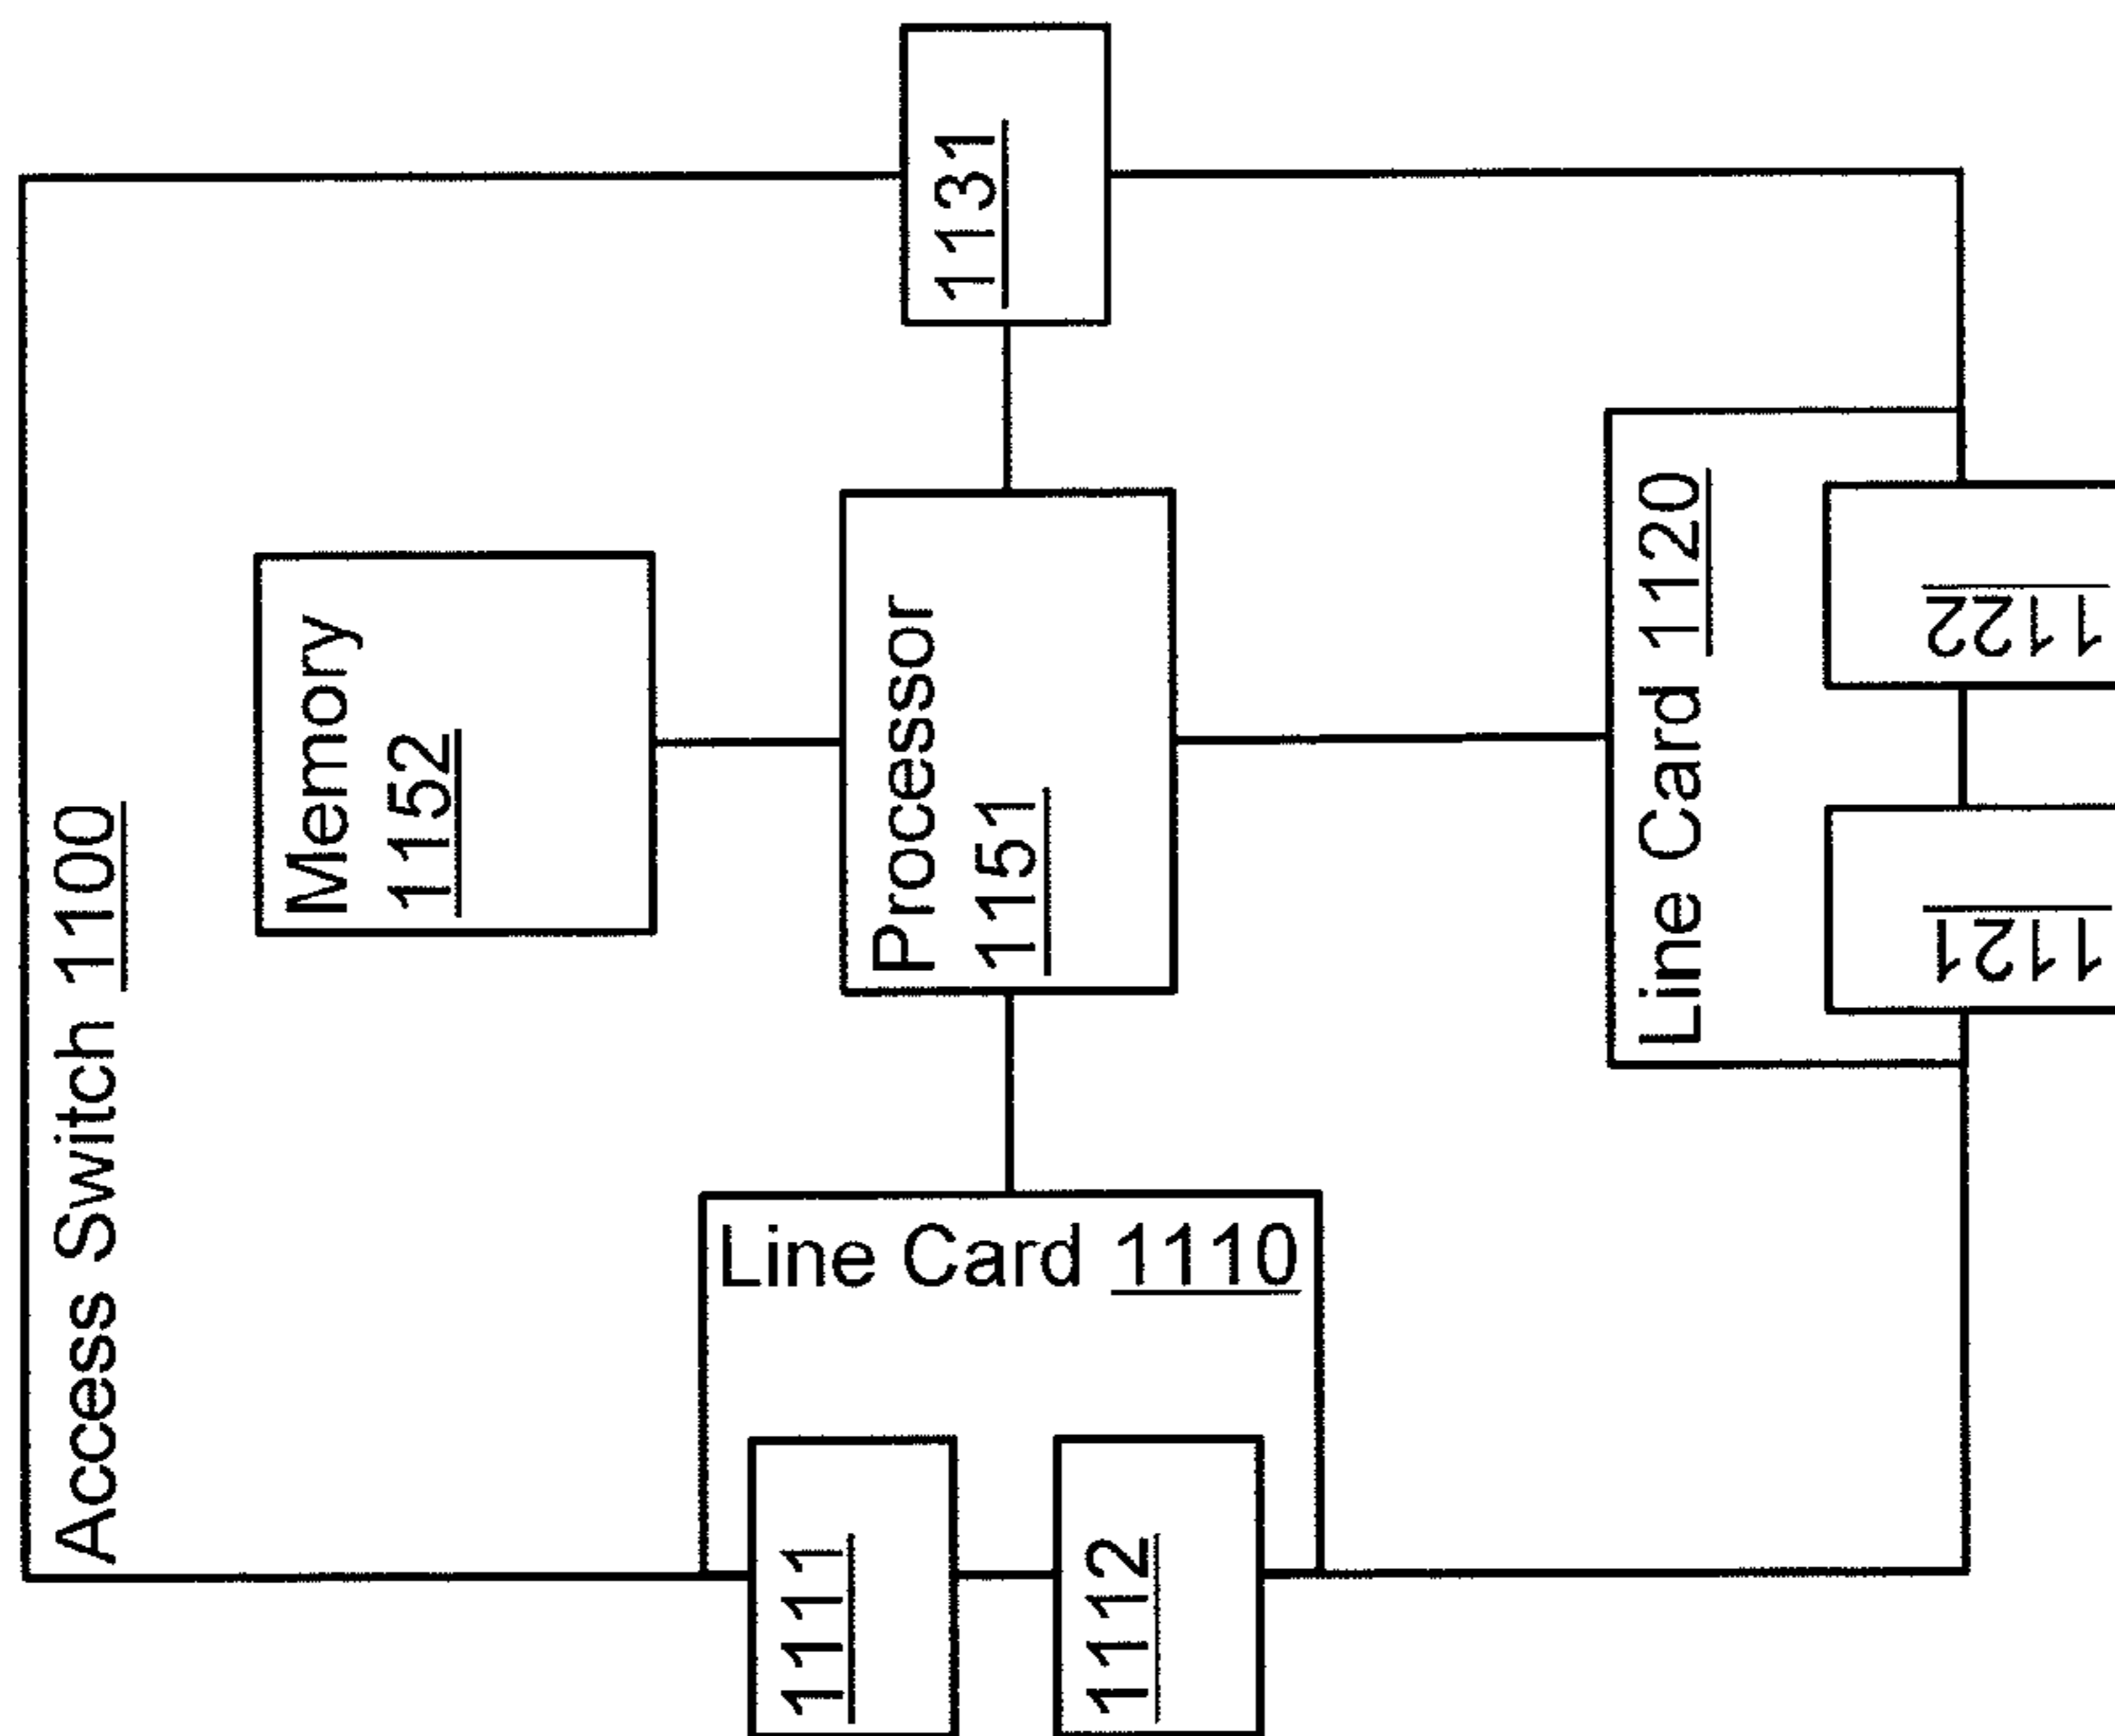 Access Switch 1100
Memory
1152
Processor
1151
1131
Line Card 1110
1111
1112
Line Card 1120
1121
1122